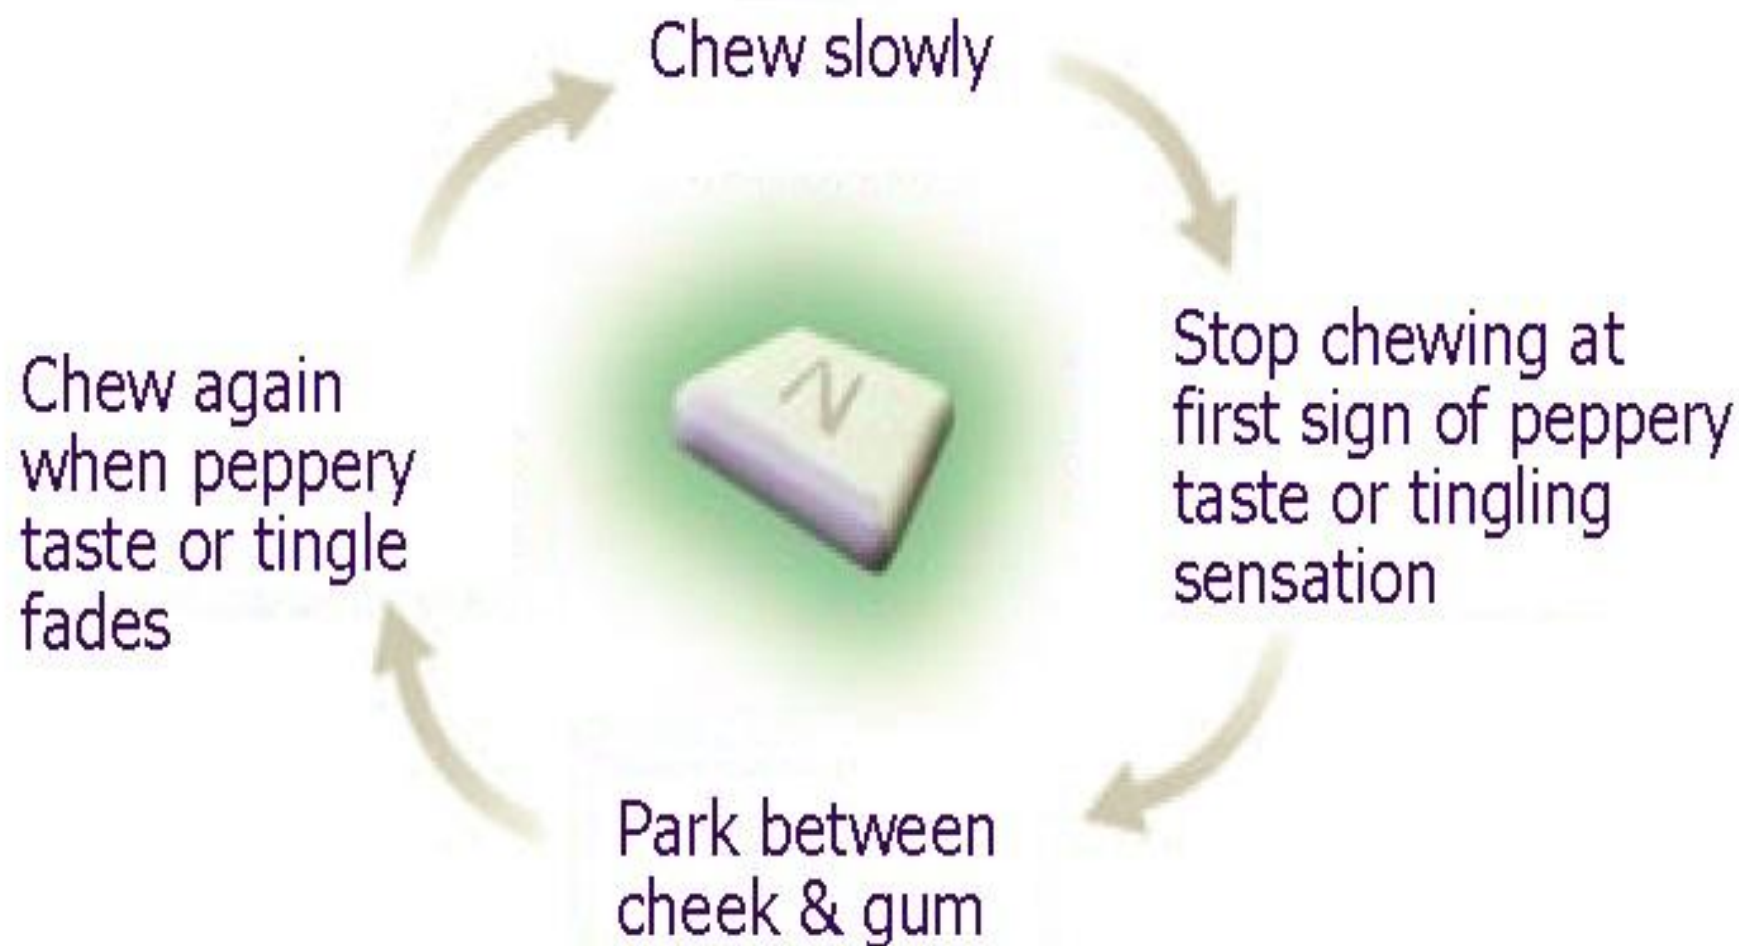 Chew slowly
Stop chewing at
first sign of peppery
taste or tingling
sensation
Park between
cheek & gum
Chew again
when peppery
taste or tingle
fades
N